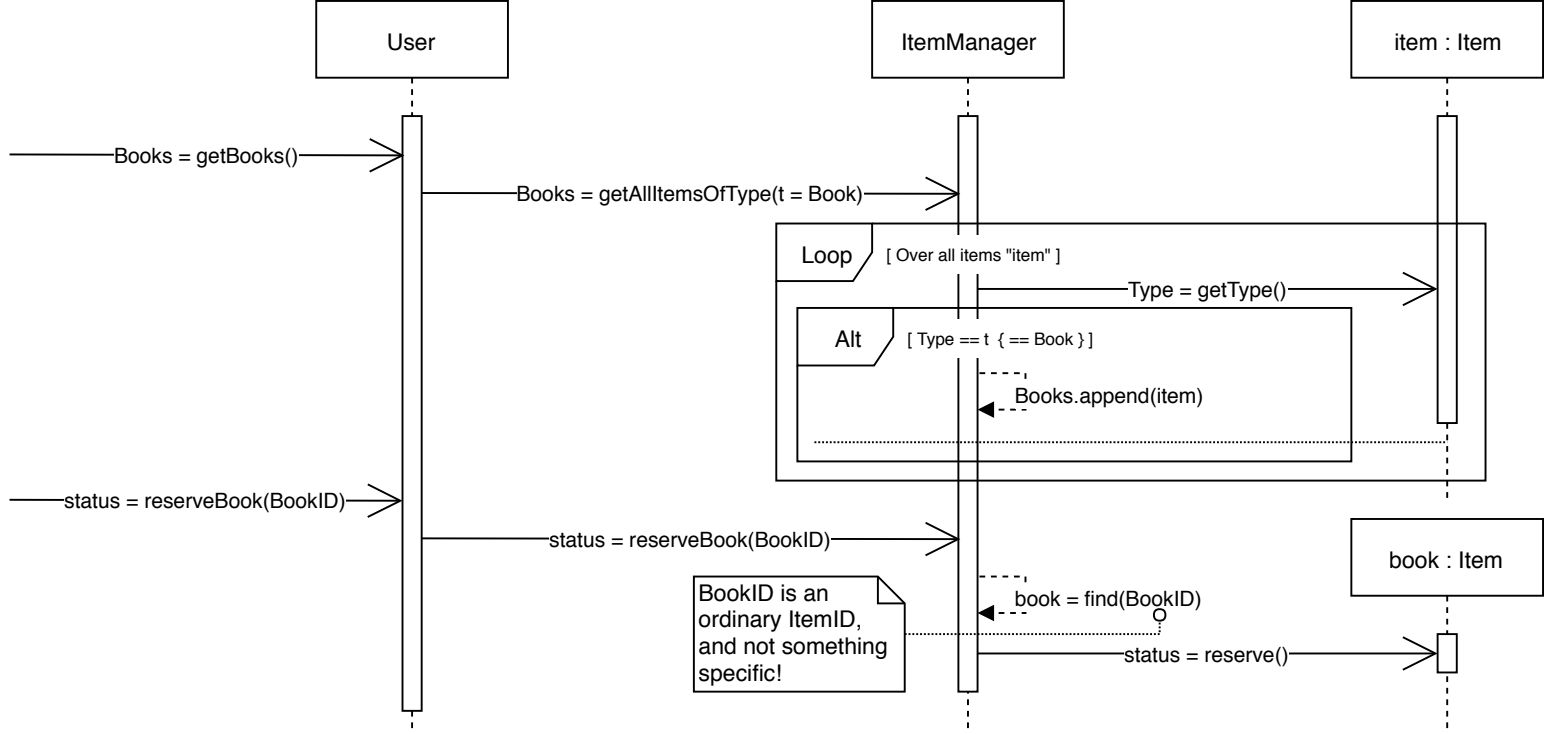 User
ItemManager
item : Item
Books = getBooks()
Books = getAllItemsOfType(t = Book)
Loop
[ Over all items "item" ]
Type = getType()
Alt
[ Type == t { == Book } ]
Books.append(item)
status = reserveBook(BookID)
status = reserveBook(BookID)
book : Item
BookID is an
ordinary ItemID,
and not something
specific!
book = find(BookID)
status = reserve()